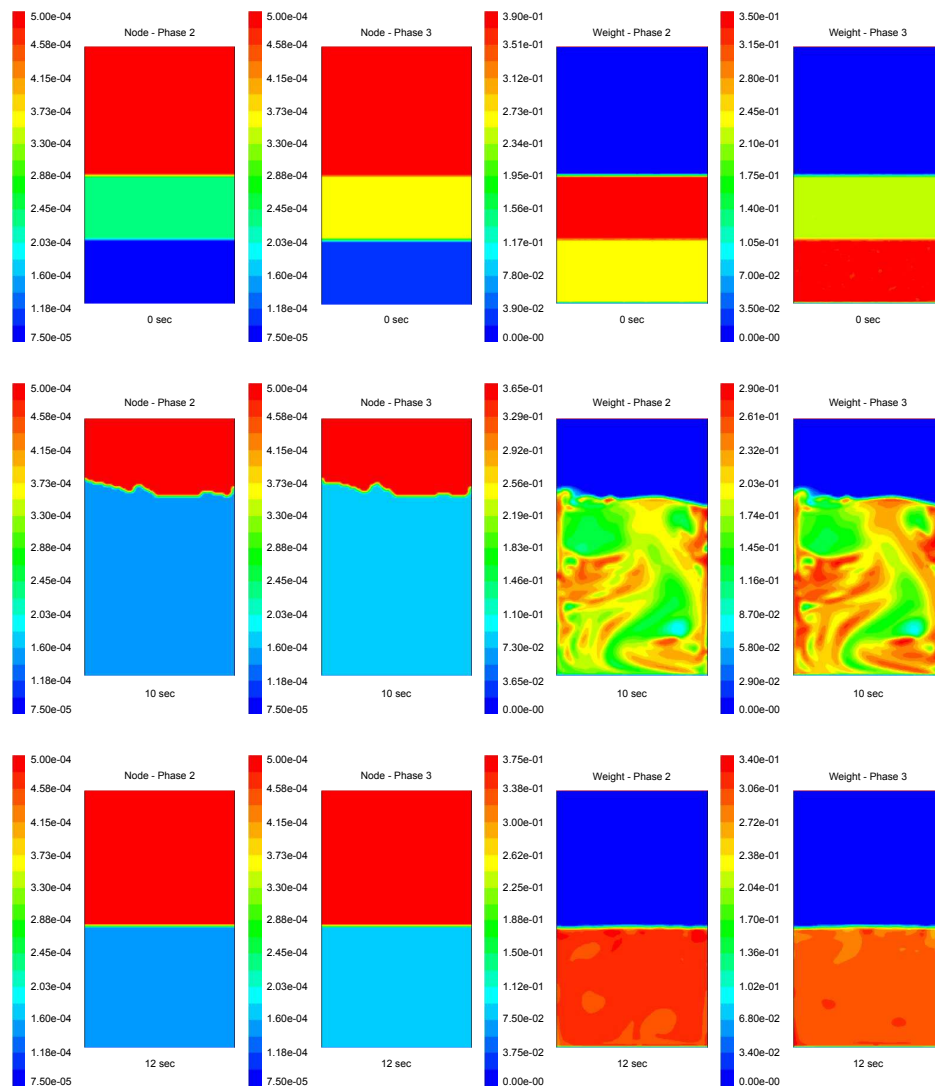 5.00e-04
4.58e-04
4.15e-04
3.73e-04
3.30e-04
2.88e-04
2.45e-04
2.03e-04
1.60e-04
1.18e-04
7.50e-05
Node - Phase 2
0 sec
5.00e-04
4.58e-04
4.15e-04
3.73e-04
3.30e-04
2.88e-04
2.45e-04
2.03e-04
1.60e-04
1.18e-04
7.50e-05
Node - Phase 3
0 sec
3.90e-01
3.51e-01
3.12e-01
2.73e-01
2.34e-01
1.95e-01
1.56e-01
1.17e-01
7.80e-02
3.90e-02
0.00e-00
Weight - Phase 2
0 sec
3.50e-01
3.15e-01
2.80e-01
2.45e-01
2.10e-01
1.75e-01
1.40e-01
1.05e-01
7.00e-02
3.50e-02
0.00e-00
Weight - Phase 3
0 sec
5.00e-04
4.58e-04
4.15e-04
3.73e-04
3.30e-04
2.88e-04
2.45e-04
2.03e-04
1.60e-04
1.18e-04
7.50e-05
Node - Phase 2
10 sec
5.00e-04
4.58e-04
4.15e-04
3.73e-04
3.30e-04
2.88e-04
2.45e-04
2.03e-04
1.60e-04
1.18e-04
7.50e-05
Node - Phase 3
10 sec
3.65e-01
3.29e-01
2.92e-01
2.56e-01
2.19e-01
1.83e-01
1.46e-01
1.10e-01
7.30e-02
3.65e-02
0.00e-00
Weight - Phase 2
10 sec
2.90e-01
2.61e-01
2.32e-01
2.03e-01
1.74e-01
1.45e-01
1.16e-01
8.70e-02
5.80e-02
2.90e-02
0.00e-00
Weight - Phase 3
10 sec
5.00e-04
4.58e-04
4.15e-04
3.73e-04
3.30e-04
2.88e-04
2.45e-04
2.03e-04
1.60e-04
1.18e-04
7.50e-05
Node - Phase 2
12 sec
5.00e-04
4.58e-04
4.15e-04
3.73e-04
3.30e-04
2.88e-04
2.45e-04
2.03e-04
1.60e-04
1.18e-04
7.50e-05
Node - Phase 3
12 sec
3.75e-01
3.38e-01
3.00e-01
2.62e-01
2.25e-01
1.88e-01
1.50e-01
1.12e-01
7.50e-02
3.75e-02
0.00e-00
Weight - Phase 2
12 sec
3.40e-01
3.06e-01
2.72e-01
2.38e-01
2.04e-01
1.70e-01
1.36e-01
1.02e-01
6.80e-02
3.40e-02
0.00e-00
Weight - Phase 3
12 sec